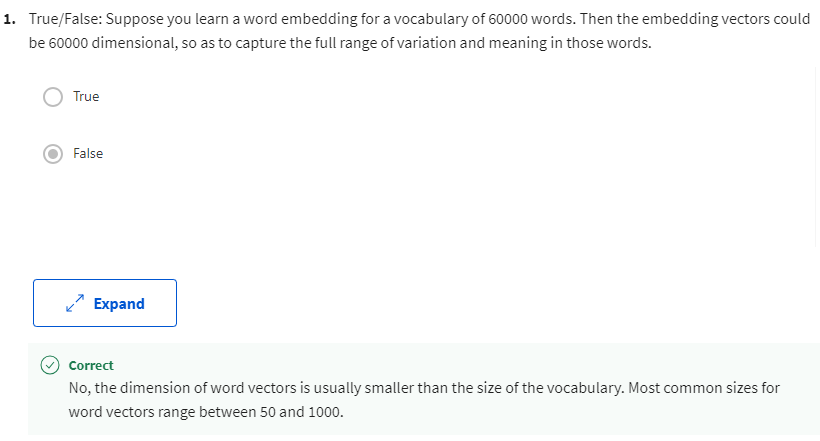 1. True/False: Suppose you learn a word embedding for a vocabulary of 60000 words. Then the embedding vectors could
be 60000 dimensional, so as to capture the full range of variation and meaning in those words.
True
False
Expand
Correct
No, the dimension of word vectors is usually smaller than the size of the vocabulary. Most common sizes for
word vectors range between 50 and 1000.